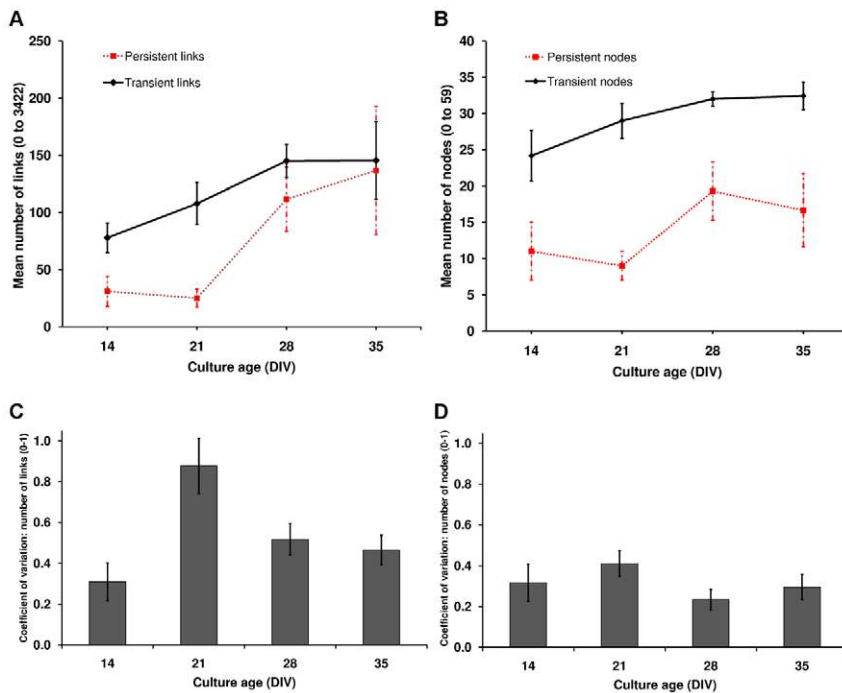 A
Mean number of links (0 to 3422)
250
200
150
100
50
0
Persistent links
Transient links
14 21 28 35
Culture age (DIV)
B
Mean number of nodes (0 to 59)
40
35
30
25
20
15
10
5
0
Persistent nodes
Transient nodes
14 21 28 35
Culture age (DIV)
C
Coefficient of variation: number of links (0-1)
1.0
0.8
0.6
0.4
0.2
0.0
14 21 28 35
Culture age (DIV)
D
Coefficient of variation: number of nodes (0-1)
1.0
0.8
0.6
0.4
0.2
0.0
14 21 28 35
Culture age (DIV)